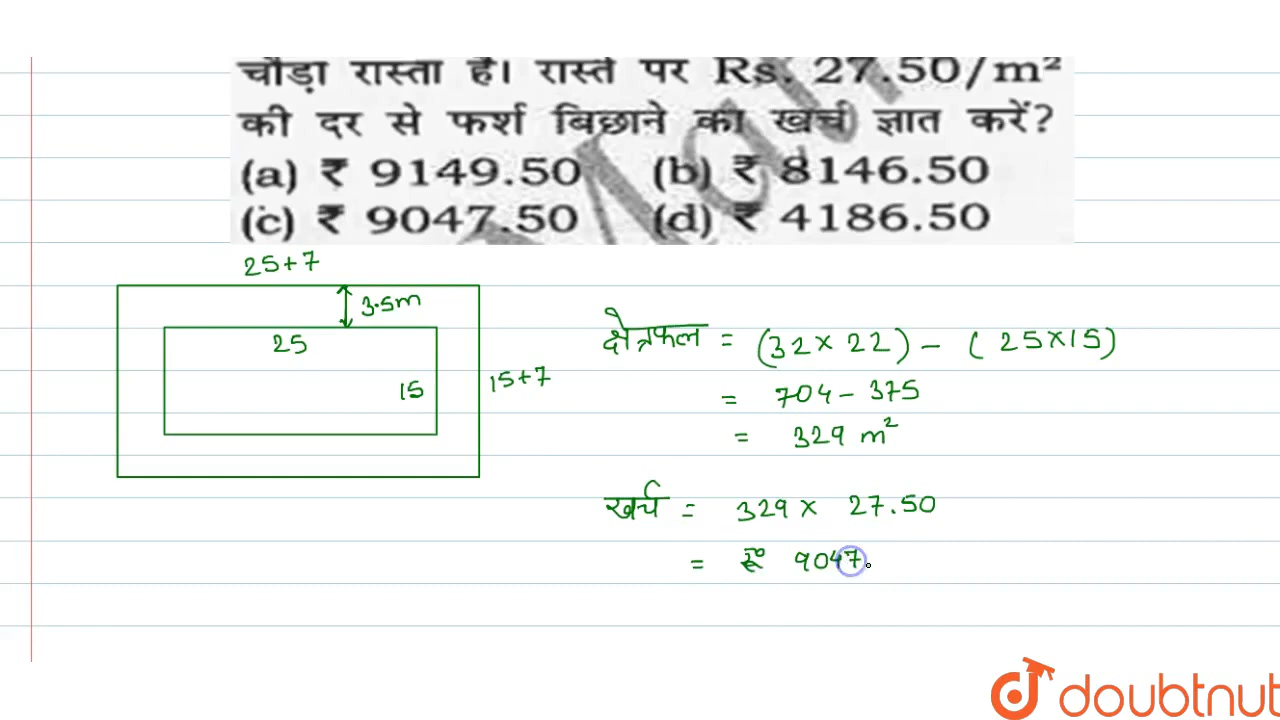 चौड़ा रास्ता है। रास्ते पर Rs. 27.50/m²
की दर से फर्श बिछाने का खर्च ज्ञात करें?
(a) ₹ 9149.50 (b) ₹ 8146.50
(c) ₹ 9047.50 (d) ₹ 4186.50
25+7
3.5m
25
15
15+7
क्षेत्रफल = (32 × 22) - (25×15)
= 704 - 375
= 329 m²
खर्च = 329 × 27.50
= रू० 9047.
doubtnut